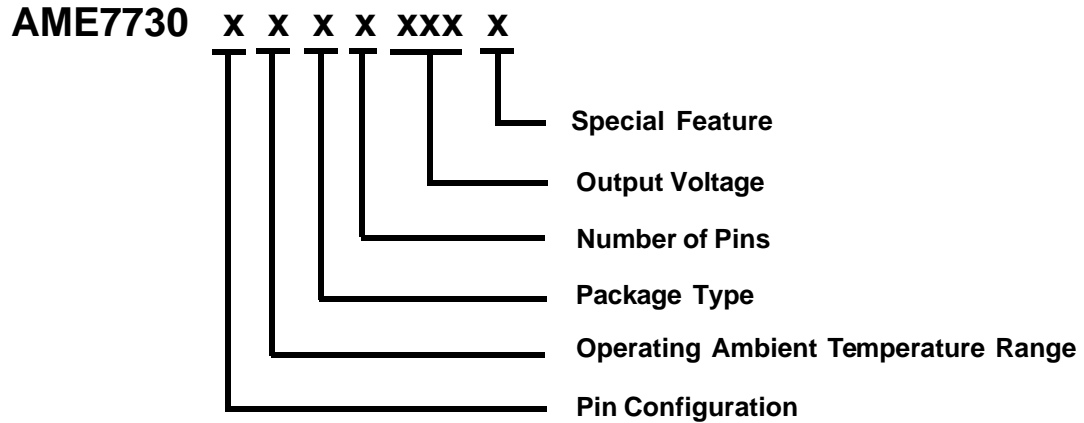 AME7730 x x x x xxx x
Special Feature
Output Voltage
Number of Pins
Package Type
Operating Ambient Temperature Range
Pin Configuration